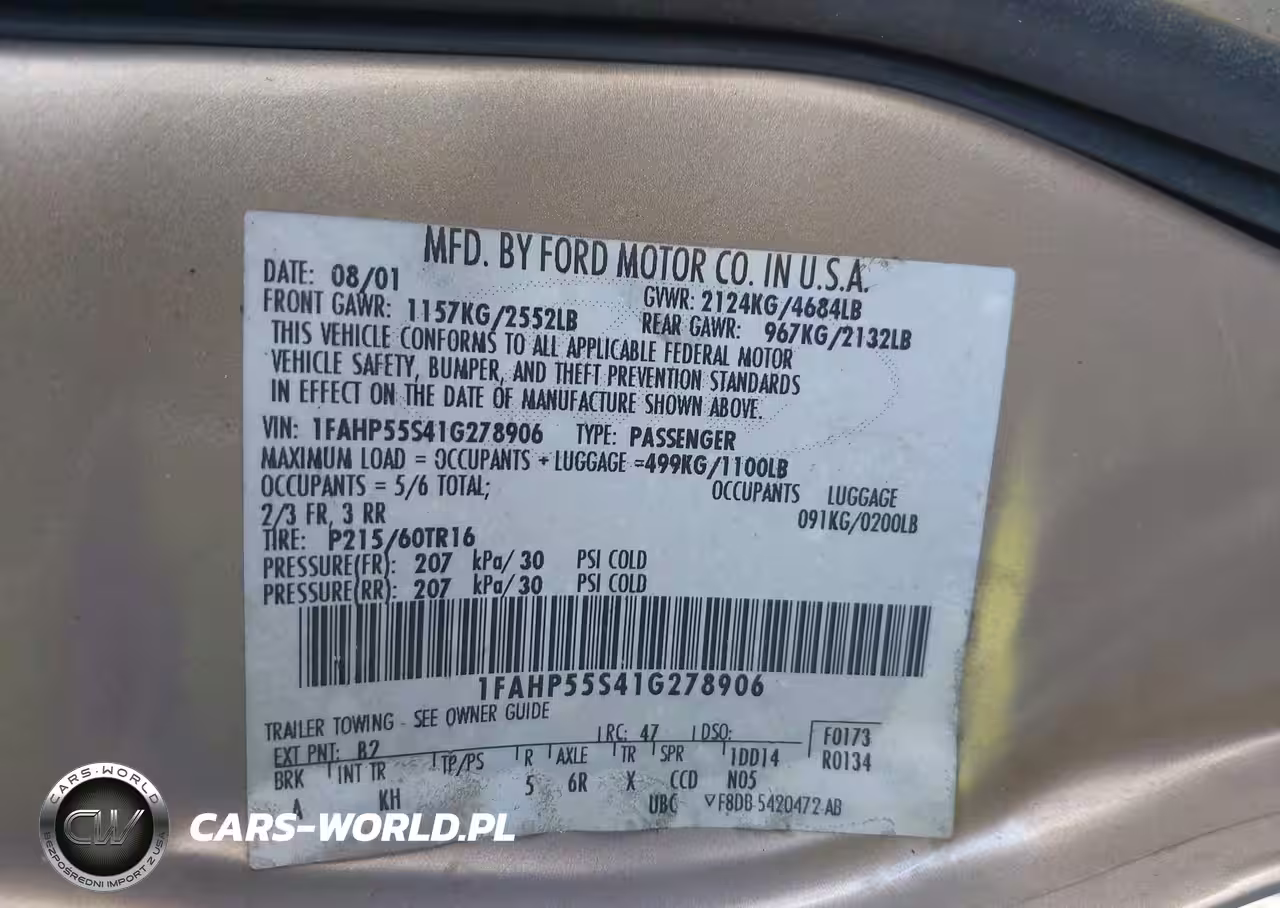 MFD. BY FORD MOTOR CO. IN U.S.A.
DATE: 08/01 GVWR: 2124KG/4684LB
FRONT GAWR: 1157KG/2552LB REAR GAWR: 967KG/2132LB
THIS VEHICLE CONFORMS TO ALL APPLICABLE FEDERAL MOTOR
VEHICLE SAFETY, BUMPER, AND THEFT PREVENTION STANDARDS
IN EFFECT ON THE DATE OF MANUFACTURE SHOWN ABOVE.
VIN: 1FAHP55S41G278906 TYPE: PASSENGER
MAXIMUM LOAD = OCCUPANTS + LUGGAGE =499KG/1100LB
OCCUPANTS = 5/6 TOTAL; OCCUPANTS LUGGAGE
2/3 FR, 3 RR 091KG/0200LB
TIRE: P215/60TR16
PRESSURE(FR): 207 kPa/ 30 PSI COLD
PRESSURE(RR): 207 kPa/ 30 PSI COLD
1FAHP55S41G278906
TRAILER TOWING - SEE OWNER GUIDE
EXT PNT: B2 RC: 47 DSO: F0173
BRK INT TR TP/PS R AXLE TR SPR 1DD14 R0134
A KH 5 6R X CCD N05
UBC ▽F8DB-5420472-AB
CARS-WORLD
CW
BEZPOŚREDNI IMPORT Z USA
CARS-WORLD.PL